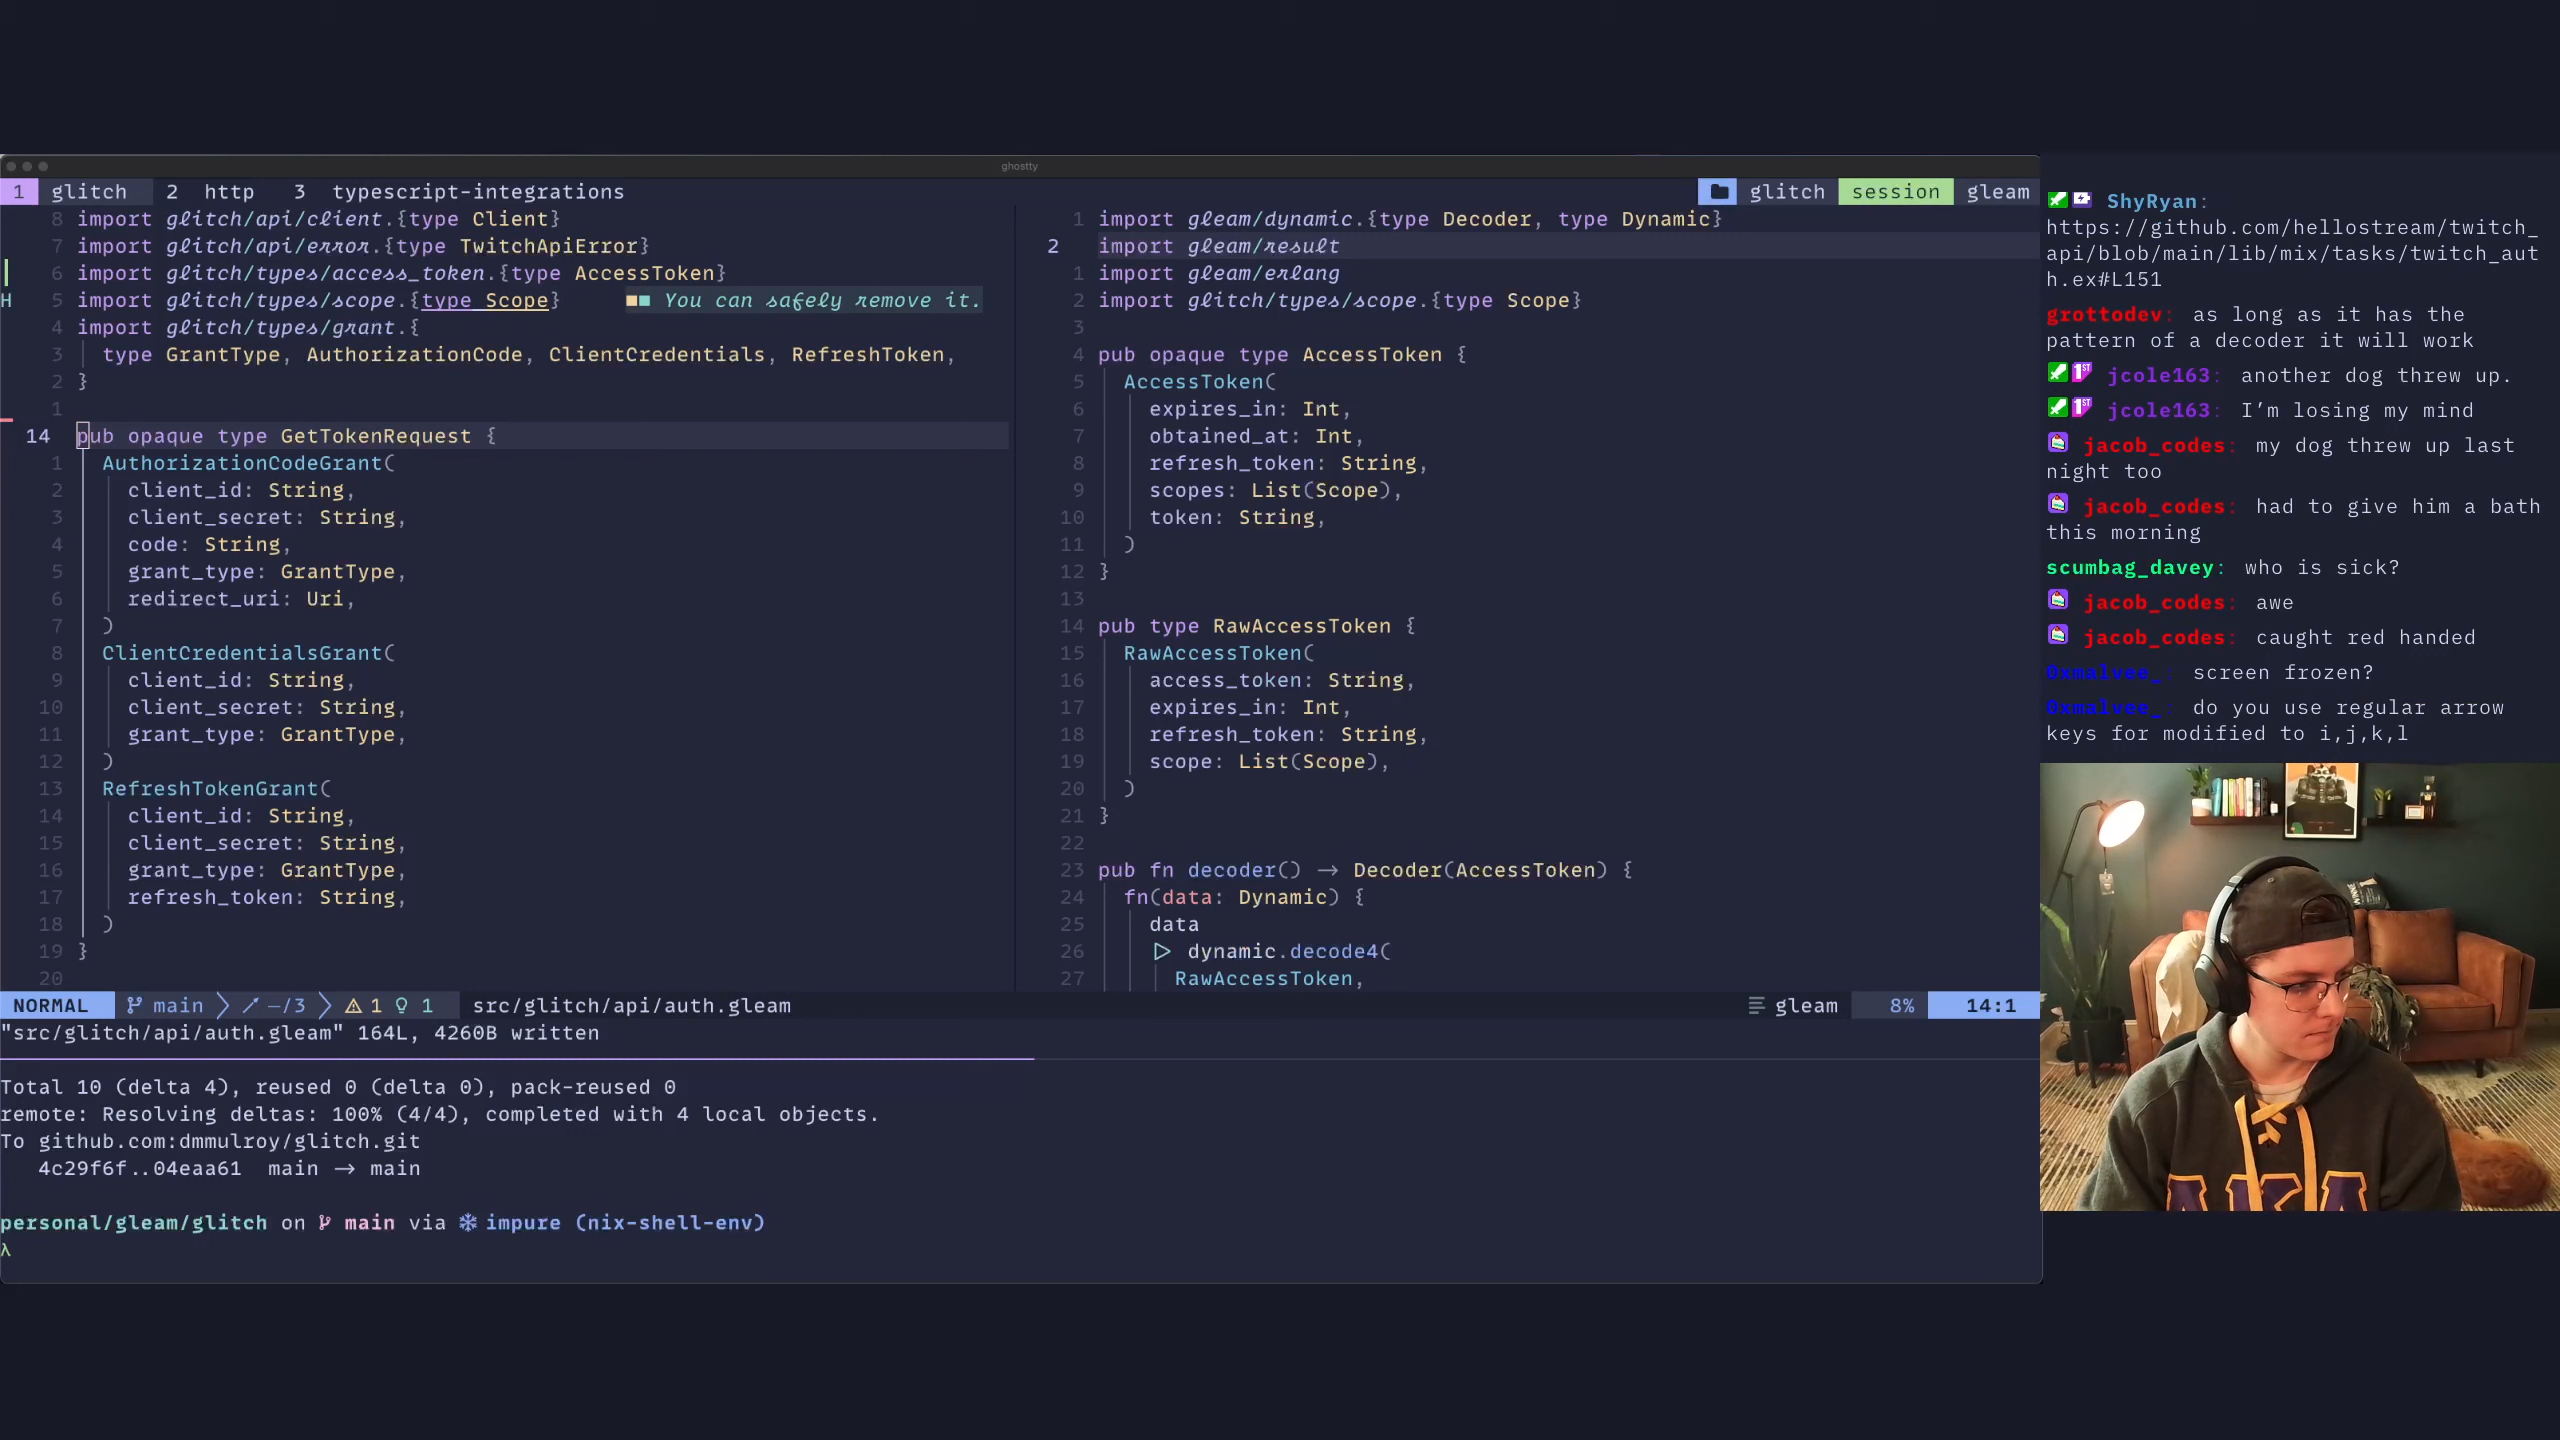 ghostty
1 glitch 2 http 3 typescript-integrations
glitch session gleam
8 import glitch/api/client.{type Client}
7 import glitch/api/error.{type TwitchApiError}
6 import glitch/types/access_token.{type AccessToken}
H 5 import glitch/types/scope.{type Scope} ■■ You can safely remove it.
4 import glitch/types/grant.{
3 type GrantType, AuthorizationCode, ClientCredentials, RefreshToken,
2 }
1
14 pub opaque type GetTokenRequest {
1 AuthorizationCodeGrant(
2 client_id: String,
3 client_secret: String,
4 code: String,
5 grant_type: GrantType,
6 redirect_uri: Uri,
7 )
8 ClientCredentialsGrant(
9 client_id: String,
10 client_secret: String,
11 grant_type: GrantType,
12 )
13 RefreshTokenGrant(
14 client_id: String,
15 client_secret: String,
16 grant_type: GrantType,
17 refresh_token: String,
18 )
19 }
20
1 import gleam/dynamic.{type Decoder, type Dynamic}
2 import gleam/result
1 import gleam/erlang
2 import glitch/types/scope.{type Scope}
3
4 pub opaque type AccessToken {
5 AccessToken(
6 expires_in: Int,
7 obtained_at: Int,
8 refresh_token: String,
9 scopes: List(Scope),
10 token: String,
11 )
12 }
13
14 pub type RawAccessToken {
15 RawAccessToken(
16 access_token: String,
17 expires_in: Int,
18 refresh_token: String,
19 scope: List(Scope),
20 )
21 }
22
23 pub fn decoder() -> Decoder(AccessToken) {
24 fn(data: Dynamic) {
25 data
26 |> dynamic.decode4(
27 RawAccessToken,
NORMAL main -/3 1 1 src/glitch/api/auth.gleam gleam 8% 14:1
"src/glitch/api/auth.gleam" 164L, 4260B written
Total 10 (delta 4), reused 0 (delta 0), pack-reused 0
remote: Resolving deltas: 100% (4/4), completed with 4 local objects.
To github.com:dmmulroy/glitch.git
4c29f6f..04eaa61 main -> main
personal/gleam/glitch on main via impure (nix-shell-env)
λ
ShyRyan:
https://github.com/hellostream/twitch_
api/blob/main/lib/mix/tasks/twitch_aut
h.ex#L151
grottodev: as long as it has the
pattern of a decoder it will work
jcole163: another dog threw up.
jcole163: I'm losing my mind
jacob_codes: my dog threw up last
night too
jacob_codes: had to give him a bath
this morning
scumbag_davey: who is sick?
jacob_codes: awe
jacob_codes: caught red handed
0xmalvee_: screen frozen?
0xmalvee_: do you use regular arrow
keys for modified to i,j,k,l
AKA